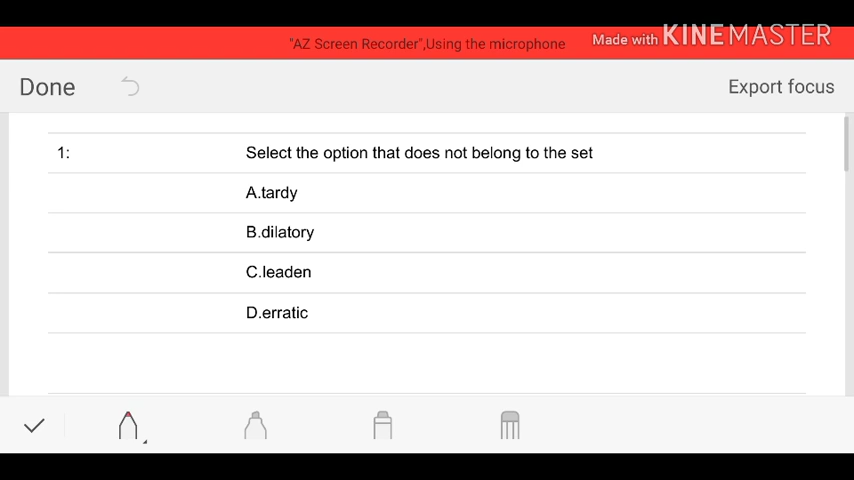 "AZ Screen Recorder",Using the microphone
Made with KINEMASTER
Done
Export focus
1: Select the option that does not belong to the set
A.tardy
B.dilatory
C.leaden
D.erratic